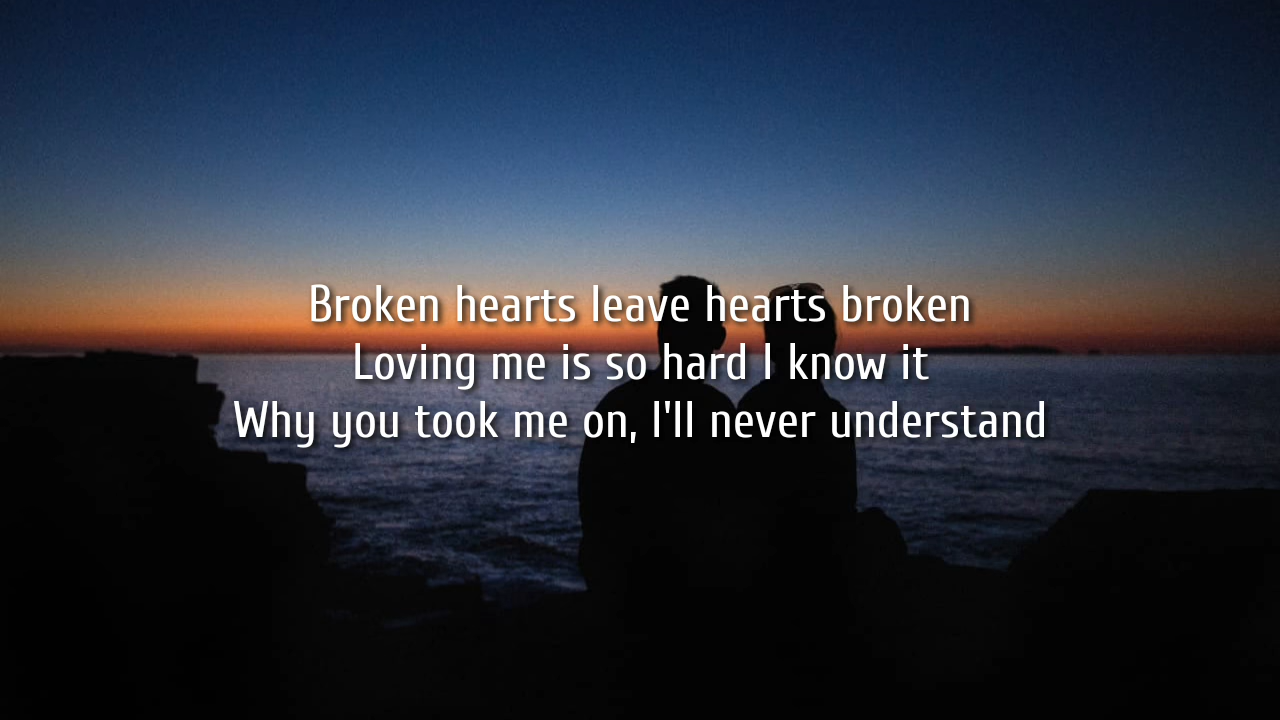 Broken hearts leave hearts broken
Loving me is so hard I know it
Why you took me on, I'll never understand